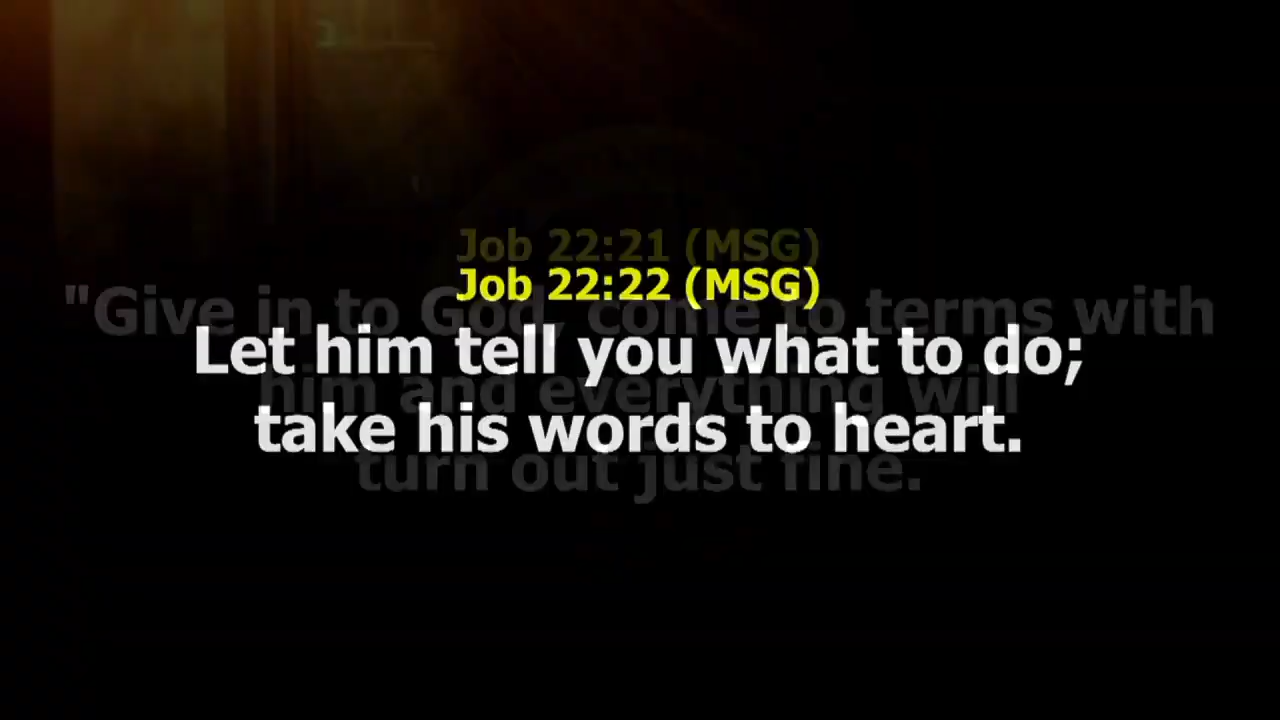 Job 22:21 (MSG)
"Give in to God, come to terms with
him and everything will
turn out just fine.
Job 22:22 (MSG)
Let him tell you what to do;
take his words to heart.